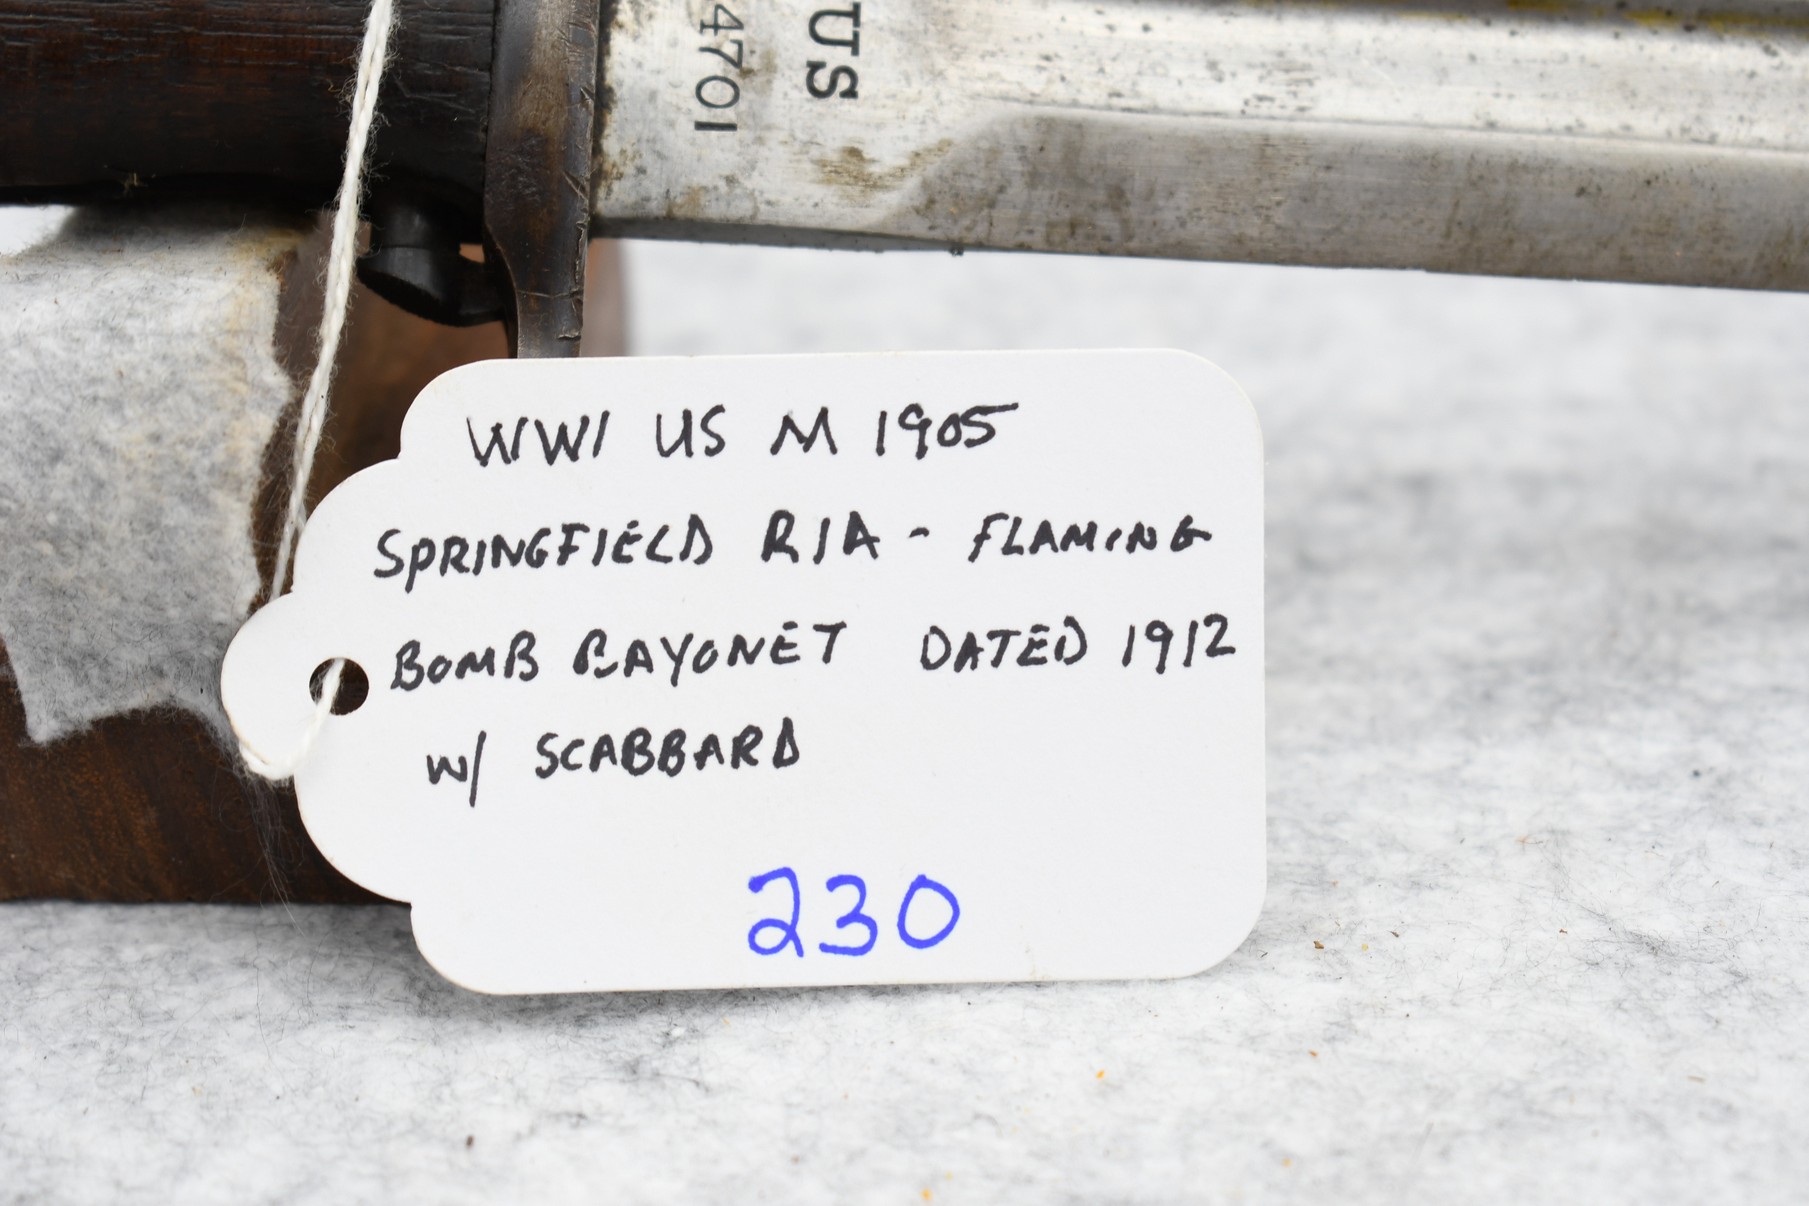 US
4701
WWI US M 1905
SPRINGFIELD RIA - FLAMING
BOMB BAYONET DATED 1912
W/ SCABBARD
230